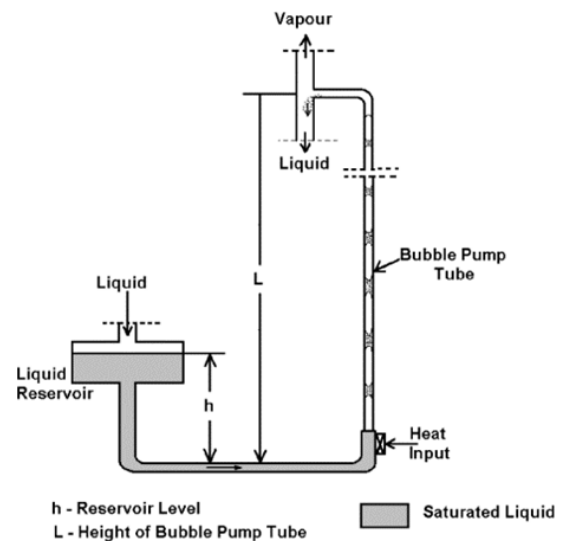 Vapour
Liquid
Bubble Pump
Tube
L
Liquid
Liquid
Reservoir
h
Heat
Input
h - Reservoir Level
L - Height of Bubble Pump Tube
Saturated Liquid